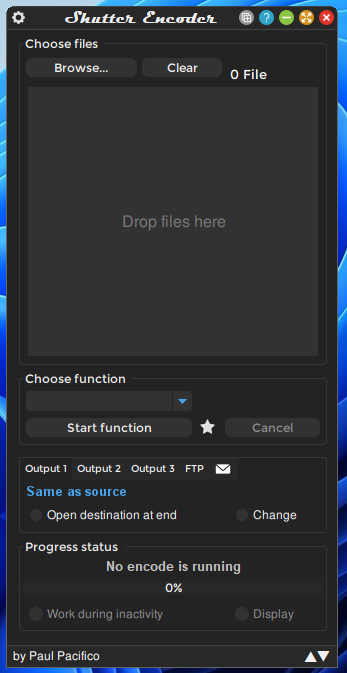 Shutter Encoder
?
Choose files
Browse... Clear 0 File
Drop files here
Choose function
Start function Cancel
Output 1 Output 2 Output 3 FTP
Same as source
Open destination at end Change
Progress status
No encode is running
0%
Work during inactivity Display
by Paul Pacifico